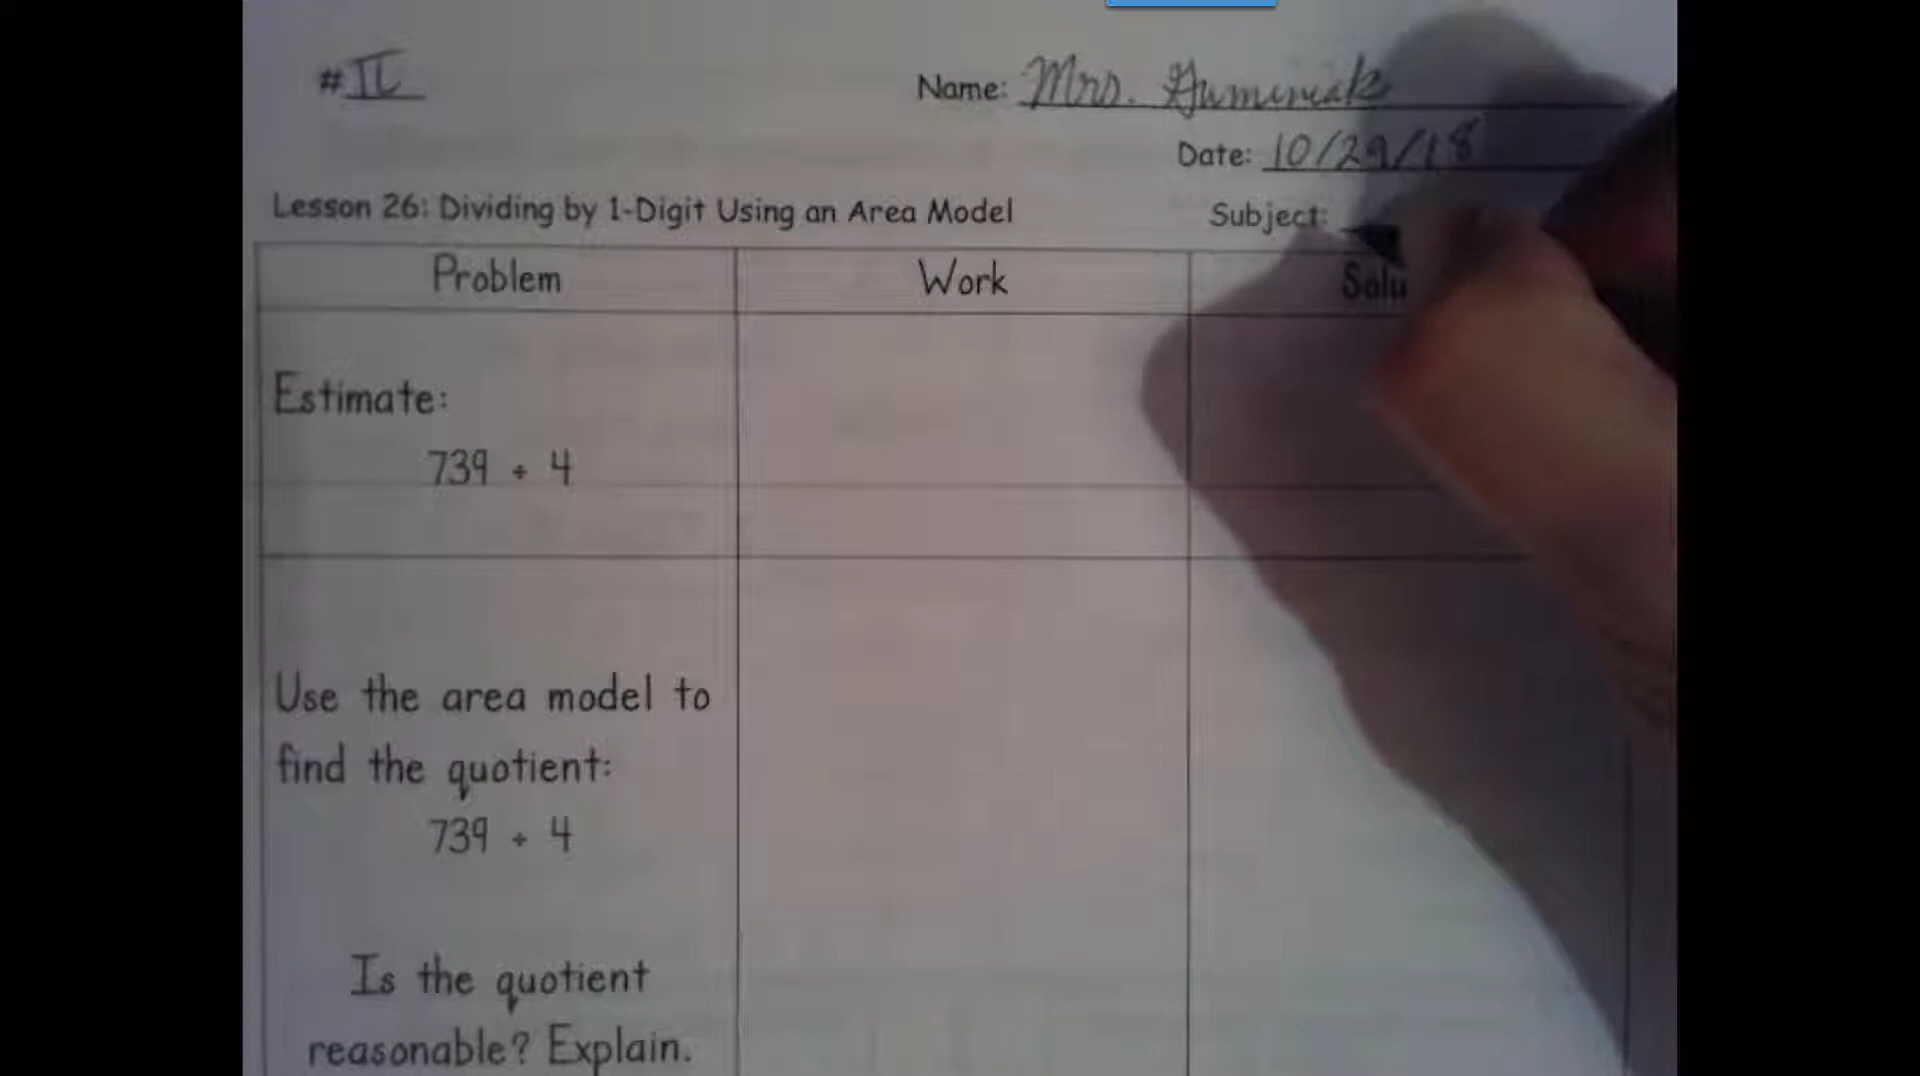 #II
Name: Mrs. Guminiak
Date: 10/29/18
Lesson 26: Dividing by 1-Digit Using an Area Model
Subject:
Problem
Work
Estimate:
739 ÷ 4
Use the area model to
find the quotient:
739 ÷ 4
Is the quotient
reasonable? Explain.